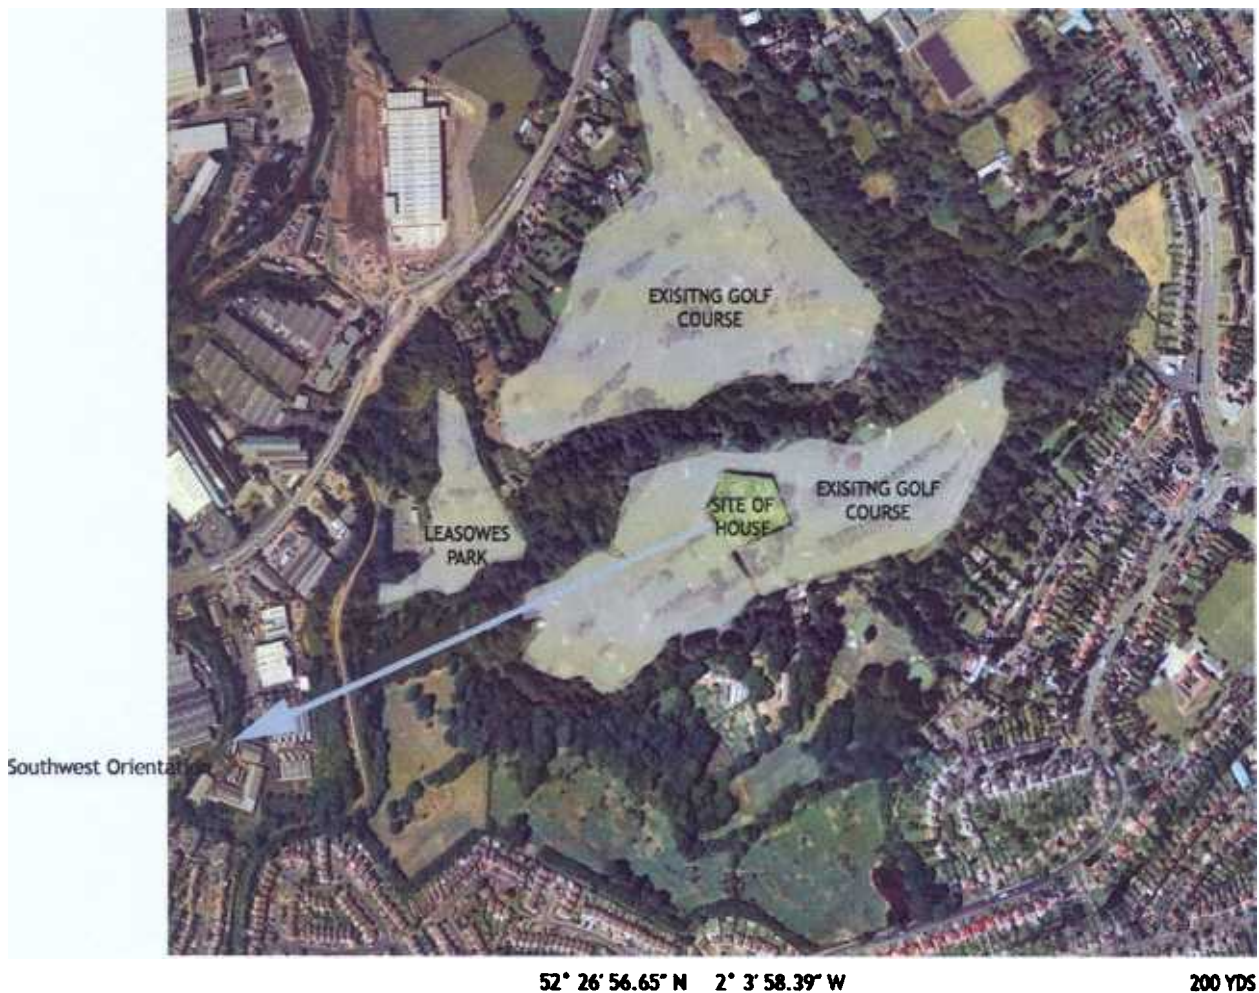 EXISITNG GOLF
COURSE
EXISITNG GOLF
COURSE
SITE OF
HOUSE
LEASOWES
PARK
Southwest Orientation
52° 26' 56.65" N 2° 3' 58.39" W
200 YDS